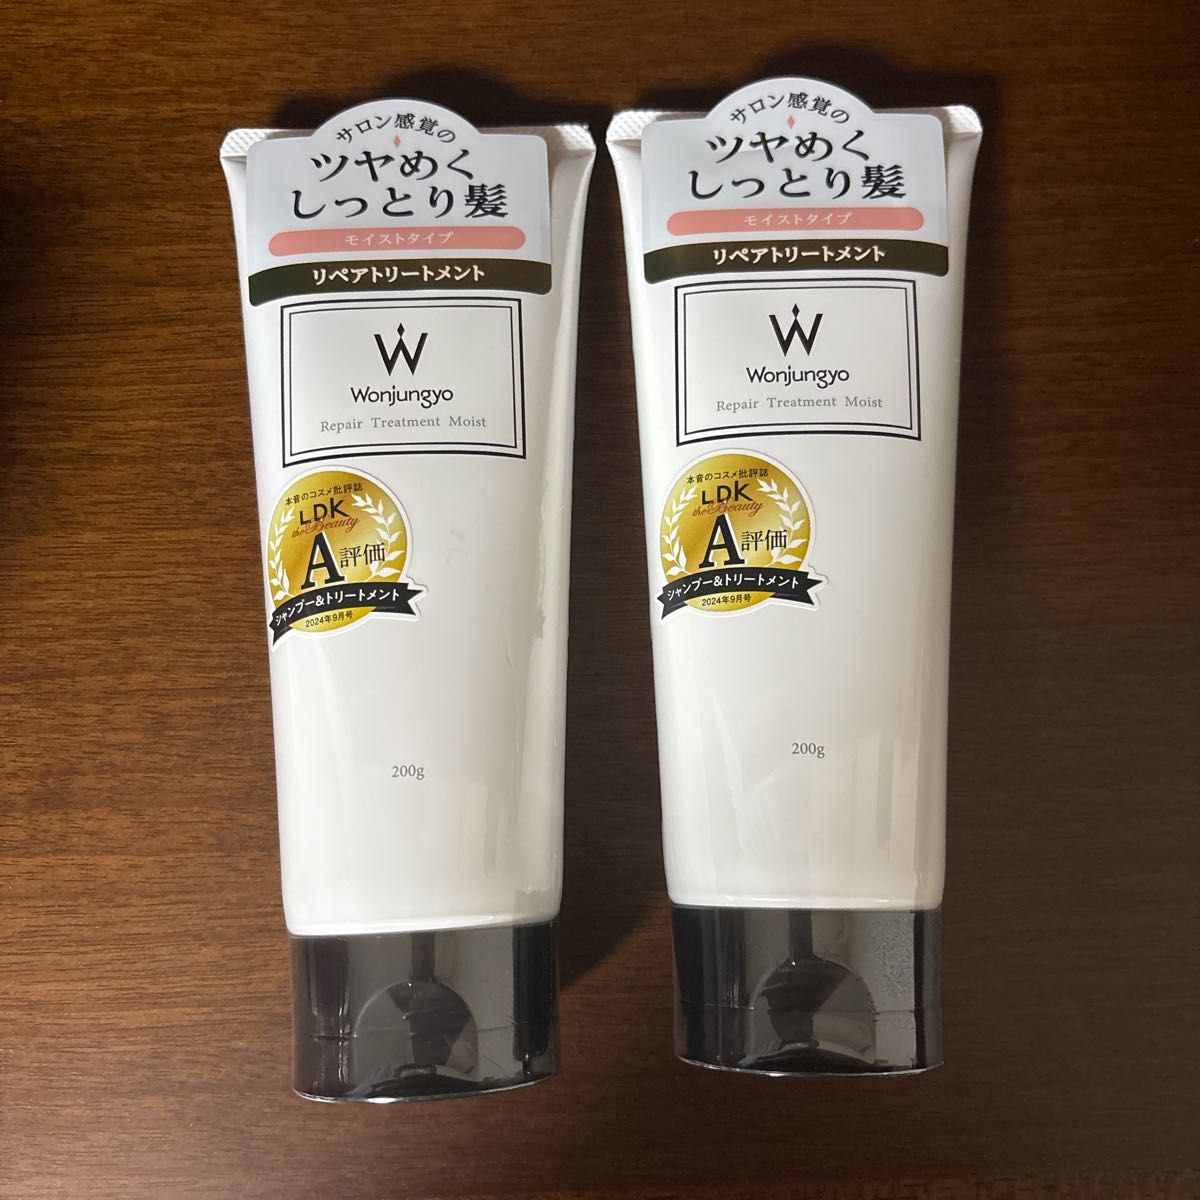 サロン感覚の
ツヤめく
しっとり髪
モイストタイプ
リペアトリートメント
W
Wonjungyo
Repair Treatment Moist
本音のコスメ批評誌
LDK
the Beauty
A評価
シャンプー&トリートメント
2024年9月号
200g
サロン感覚の
ツヤめく
しっとり髪
モイストタイプ
リペアトリートメント
W
Wonjungyo
Repair Treatment Moist
本音のコスメ批評誌
LDK
the Beauty
A評価
シャンプー&トリートメント
2024年9月号
200g